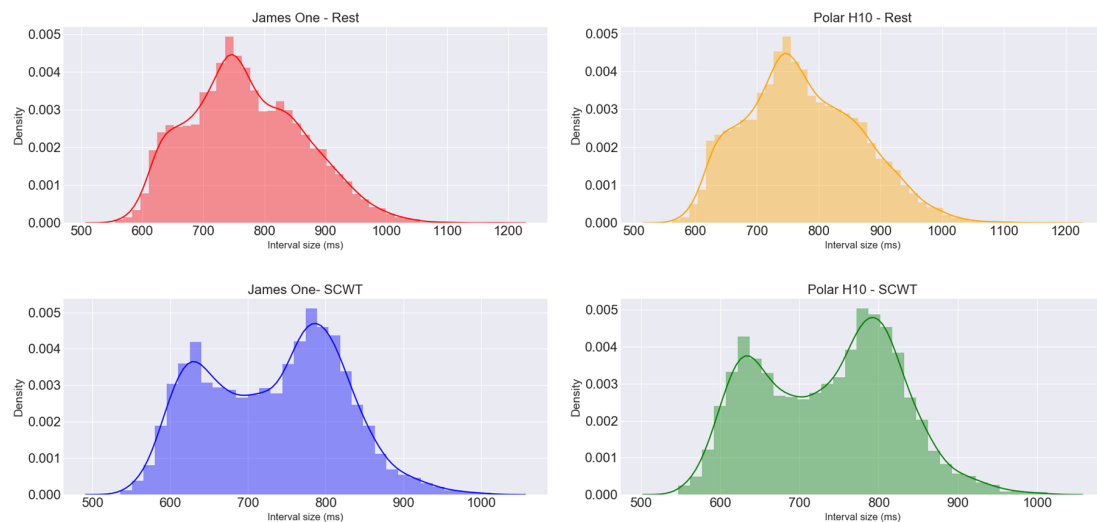 James One - Rest
0.005
0.004
0.003
0.002
0.001
0.000
Density
500 600 700 800 900 1000 1100 1200
Interval size (ms)
Polar H10 - Rest
0.005
0.004
0.003
0.002
0.001
0.000
Density
500 600 700 800 900 1000 1100 1200
Interval size (ms)
James One- SCWT
0.005
0.004
0.003
0.002
0.001
0.000
Density
500 600 700 800 900 1000
Interval size (ms)
Polar H10 - SCWT
0.005
0.004
0.003
0.002
0.001
0.000
Density
500 600 700 800 900 1000
Interval size (ms)